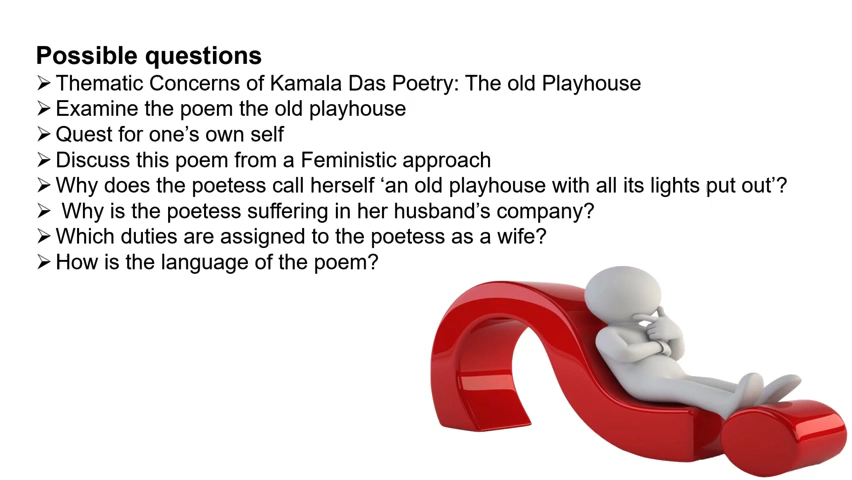 Possible questions
➢ Thematic Concerns of Kamala Das Poetry: The old Playhouse
➢ Examine the poem the old playhouse
➢ Quest for one’s own self
➢ Discuss this poem from a Feministic approach
➢ Why does the poetess call herself ‘an old playhouse with all its lights put out’?
➢ Why is the poetess suffering in her husband’s company?
➢ Which duties are assigned to the poetess as a wife?
➢ How is the language of the poem?